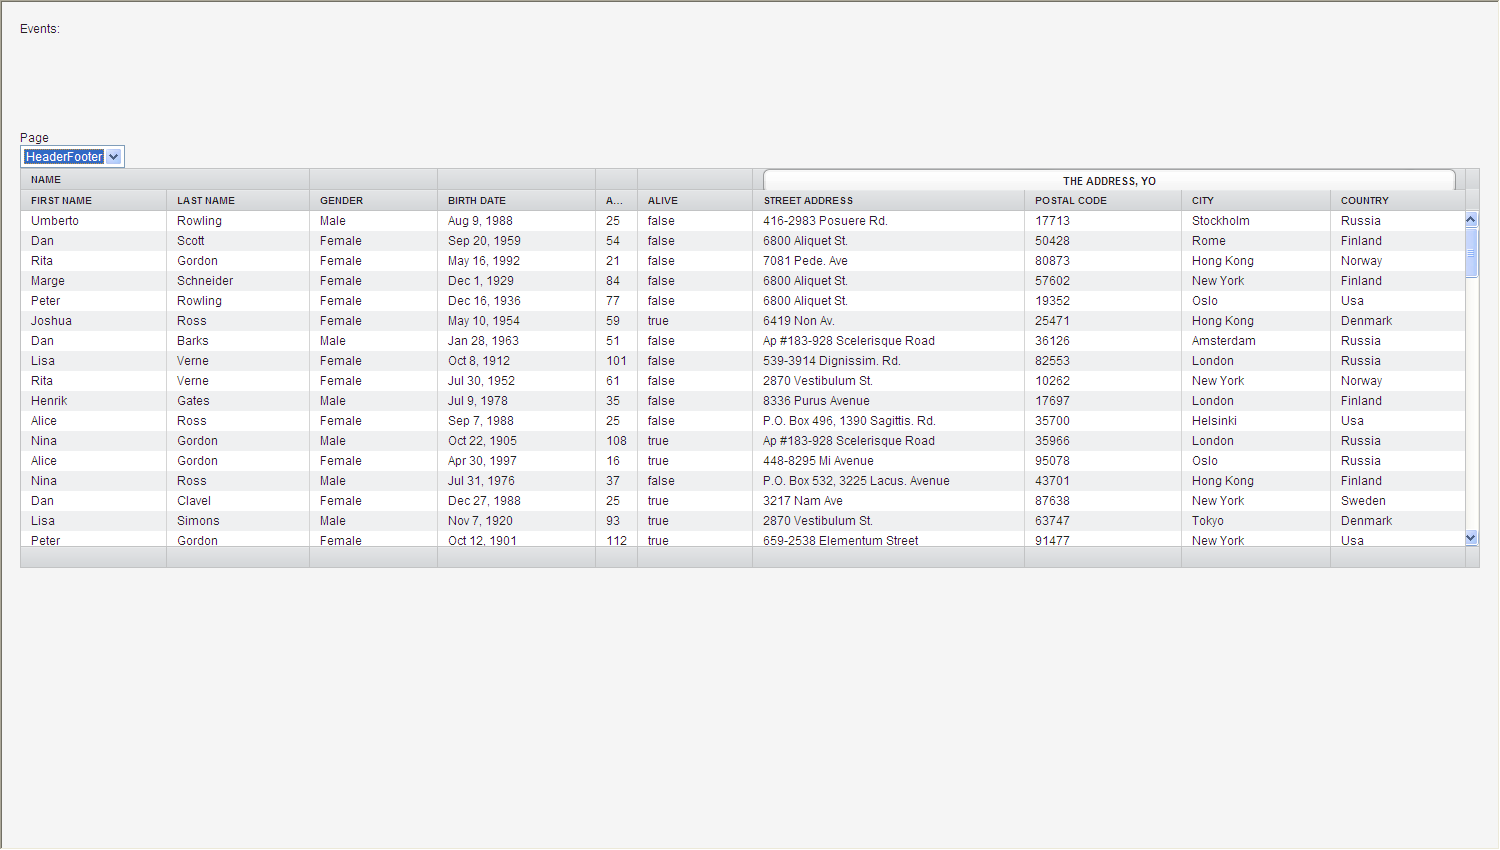 Events:
Page
HeaderFooter
NAME THE ADDRESS, YO
FIRST NAME LAST NAME GENDER BIRTH DATE A... ALIVE STREET ADDRESS POSTAL CODE CITY COUNTRY
Umberto Rowling Male Aug 9, 1988 25 false 416-2983 Posuere Rd. 17713 Stockholm Russia
Dan Scott Female Sep 20, 1959 54 false 6800 Aliquet St. 50428 Rome Finland
Rita Gordon Female May 16, 1992 21 false 7081 Pede. Ave 80873 Hong Kong Norway
Marge Schneider Female Dec 1, 1929 84 false 6800 Aliquet St. 57602 New York Finland
Peter Rowling Female Dec 16, 1936 77 false 6800 Aliquet St. 19352 Oslo Usa
Joshua Ross Female May 10, 1954 59 true 6419 Non Av. 25471 Hong Kong Denmark
Dan Barks Male Jan 28, 1963 51 false Ap #183-928 Scelerisque Road 36126 Amsterdam Russia
Lisa Verne Female Oct 8, 1912 101 false 539-3914 Dignissim. Rd. 82553 London Russia
Rita Verne Female Jul 30, 1952 61 false 2870 Vestibulum St. 10262 New York Norway
Henrik Gates Male Jul 9, 1978 35 false 8336 Purus Avenue 17697 London Finland
Alice Ross Female Sep 7, 1988 25 false P.O. Box 496, 1390 Sagittis. Rd. 35700 Helsinki Usa
Nina Gordon Male Oct 22, 1905 108 true Ap #183-928 Scelerisque Road 35966 London Russia
Alice Gordon Female Apr 30, 1997 16 true 448-8295 Mi Avenue 95078 Oslo Russia
Nina Ross Male Jul 31, 1976 37 false P.O. Box 532, 3225 Lacus. Avenue 43701 Hong Kong Finland
Dan Clavel Female Dec 27, 1988 25 true 3217 Nam Ave 87638 New York Sweden
Lisa Simons Male Nov 7, 1920 93 true 2870 Vestibulum St. 63747 Tokyo Denmark
Peter Gordon Female Oct 12, 1901 112 true 659-2538 Elementum Street 91477 New York Usa